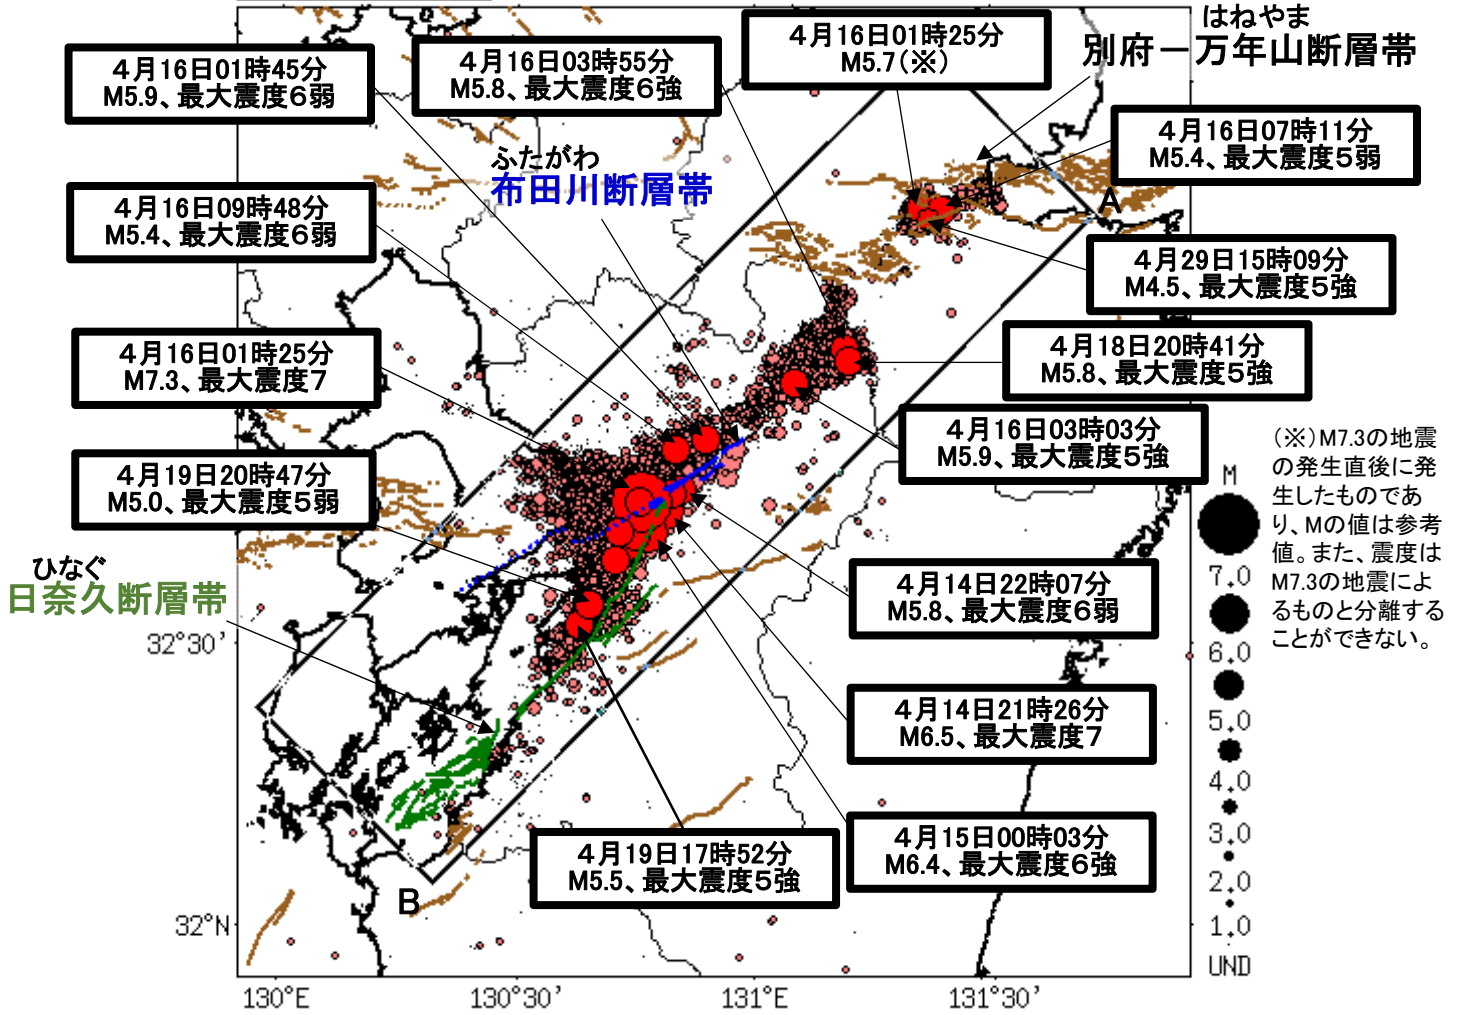 はねやま
別府－万年山断層帯
４月16日01時25分
M5.7（※）
４月16日01時45分
M5.9、最大震度６弱
４月16日03時55分
M5.8、最大震度６強
４月16日07時11分
M5.4、最大震度５弱
ふたがわ
布田川断層帯
４月16日09時48分
M5.4、最大震度６弱
A
４月29日15時09分
M4.5、最大震度５強
４月16日01時25分
M7.3、最大震度７
４月18日20時41分
M5.8、最大震度５強
４月16日03時03分
M5.9、最大震度５強
４月19日20時47分
M5.0、最大震度５弱
（※）M7.3の地震
の発生直後に発
生したものであ
り、Mの値は参考
値。また、震度は
M7.3の地震によ
るものと分離する
ことができない。
ひなぐ
日奈久断層帯
４月14日22時07分
M5.8、最大震度６弱
４月14日21時26分
M6.5、最大震度７
４月15日00時03分
M6.4、最大震度６強
４月19日17時52分
M5.5、最大震度５強
B
M
7.0
6.0
5.0
4.0
3.0
2.0
1.0
UND
32°30'
32°N
130°E
130°30'
131°E
131°30'